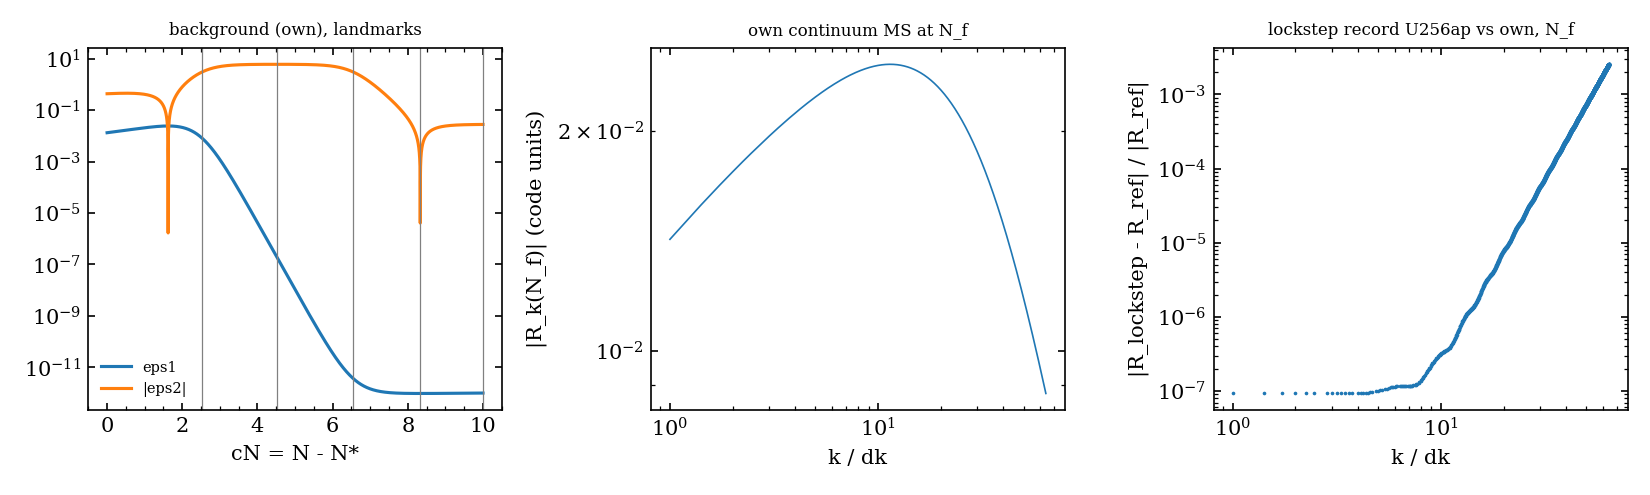 background (own), landmarks
10^1
10^-1
10^-3
10^-5
10^-7
10^-9
10^-11
eps1
|eps2|
0 2 4 6 8 10
cN = N - N*
own continuum MS at N_f
|R_k(N_f)| (code units)
2 × 10^-2
10^-2
10^0 10^1
k / dk
lockstep record U256ap vs own, N_f
|R_lockstep - R_ref| / |R_ref|
10^-3
10^-4
10^-5
10^-6
10^-7
10^0 10^1
k / dk